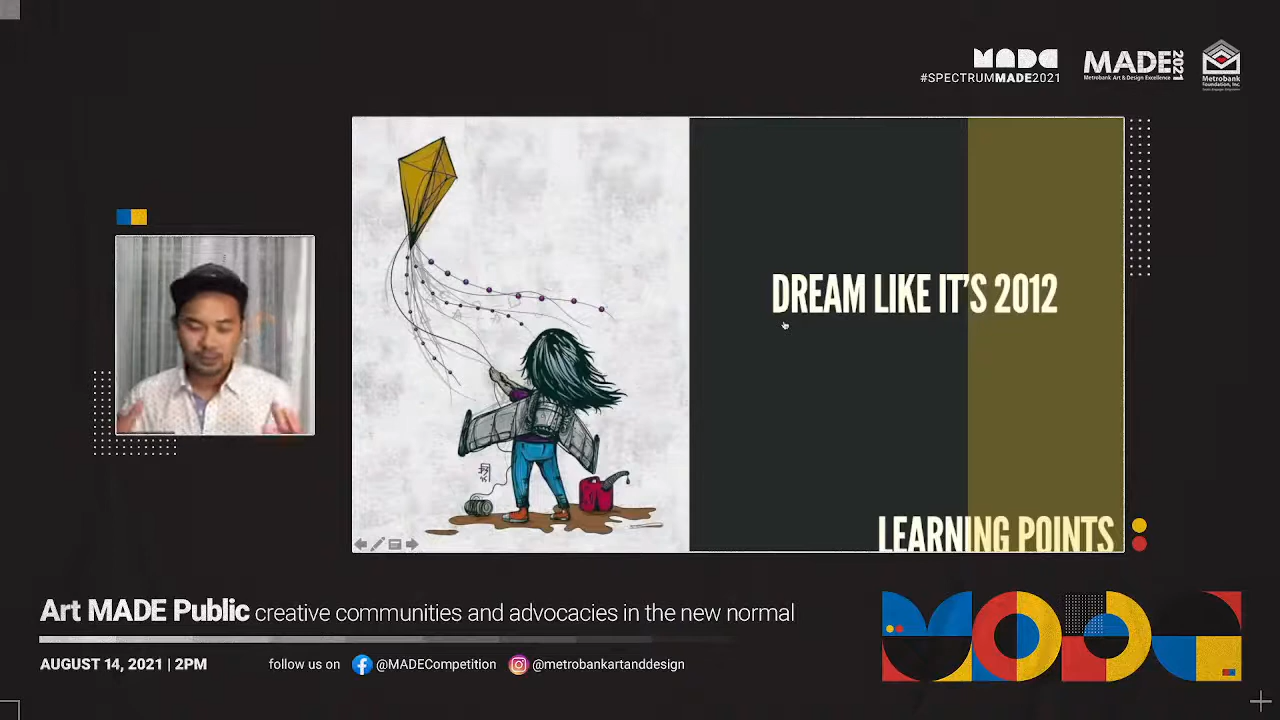 #SPECTRUMMADE2021
MADE 2021
Metrobank Art & Design Excellence
Metrobank
Foundation, Inc.
DREAM LIKE IT'S 2012
LEARNING POINTS
Art MADE Public creative communities and advocacies in the new normal
AUGUST 14, 2021 | 2PM
follow us on @MADECompetition @metrobankartanddesign